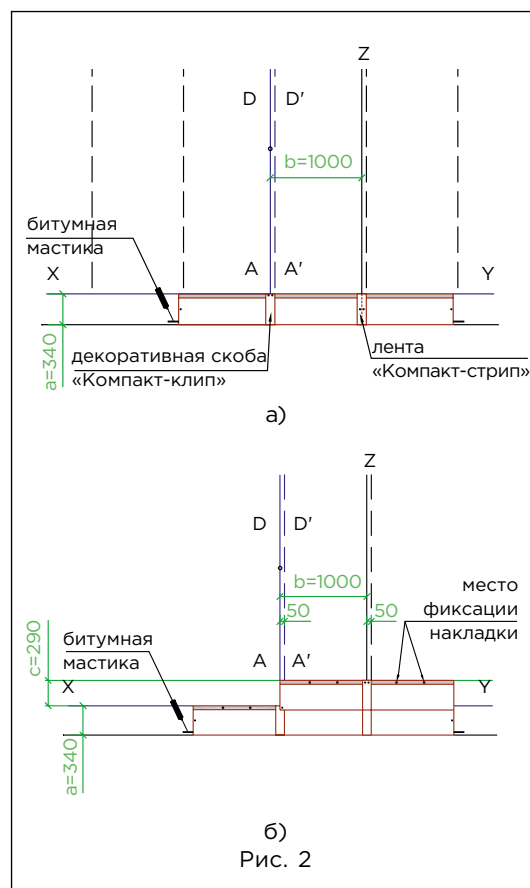 Z
D D'
b=1000
битумная
мастика
X A A' Y
a=340
декоративная скоба
«Компакт-клип»
лента
«Компакт-стрип»
а)
Z
D D'
b=1000
место
фиксации
накладки
50 50
битумная
мастика
c=290
A A'
X Y
a=340
б)
Рис. 2